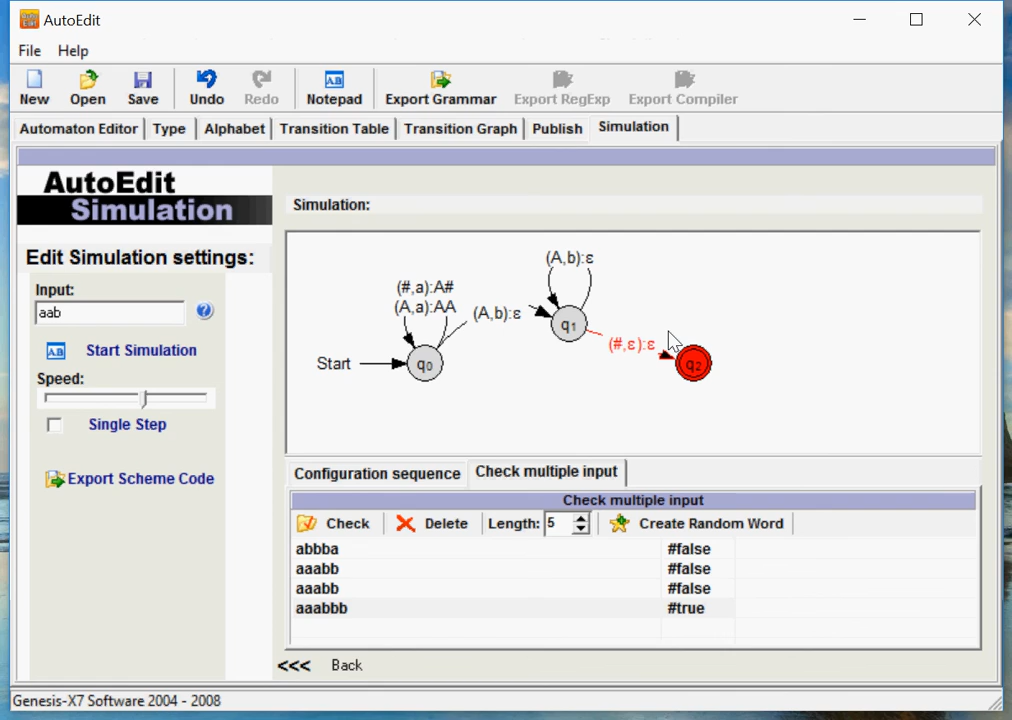 AutoEdit
File Help
New Open Save Undo Redo Notepad Export Grammar Export RegExp Export Compiler
Automaton Editor Type Alphabet Transition Table Transition Graph Publish Simulation
AutoEdit
Simulation
Edit Simulation settings:
Input:
aab
Start Simulation
Speed:
Single Step
Export Scheme Code
Simulation:
(A,b):ε
(#,a):A#
(A,a):AA
(A,b):ε
q1
(#,ε):ε
Start
q0
q2
Configuration sequence Check multiple input
Check multiple input
Check Delete Length: 5 Create Random Word
abbba #false
aaabb #false
aaabb #false
aaabbb #true
<<< Back
Genesis-X7 Software 2004 - 2008